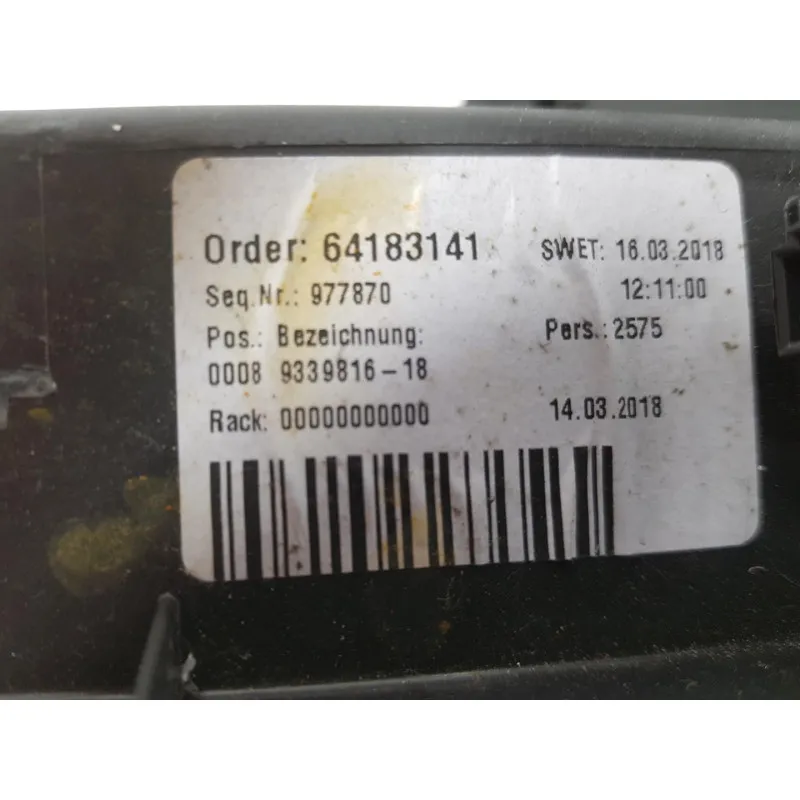 Order: 64183141 SWET: 16.03.2018
Seq.Nr.: 977870 12:11:00
Pos.: Bezeichnung: Pers.: 2575
0008 9339816-18
Rack: 00000000000 14.03.2018